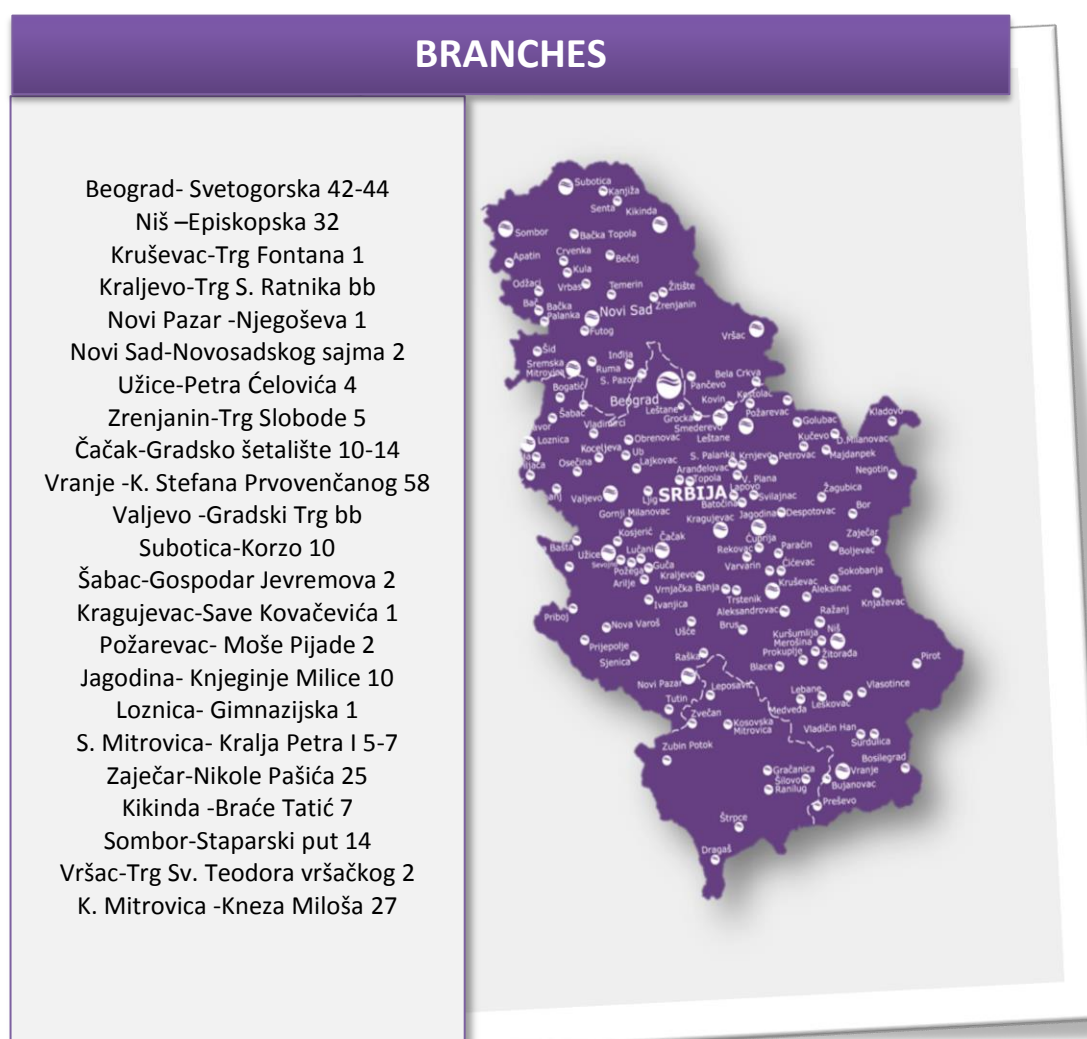 BRANCHES
Beograd- Svetogorska 42-44
Niš –Episkopska 32
Kruševac-Trg Fontana 1
Kraljevo-Trg S. Ratnika bb
Novi Pazar -Njegoševa 1
Novi Sad-Novosadskog sajma 2
Užice-Petra Ćelovića 4
Zrenjanin-Trg Slobode 5
Čačak-Gradsko šetalište 10-14
Vranje -K. Stefana Prvovenčanog 58
Valjevo -Gradski Trg bb
Subotica-Korzo 10
Šabac-Gospodar Jevremova 2
Kragujevac-Save Kovačevića 1
Požarevac- Moše Pijade 2
Jagodina- Knjeginje Milice 10
Loznica- Gimnazijska 1
S. Mitrovica- Kralja Petra I 5-7
Zaječar-Nikole Pašića 25
Kikinda -Braće Tatić 7
Sombor-Staparski put 14
Vršac-Trg Sv. Teodora vršačkog 2
K. Mitrovica -Kneza Miloša 27
Subotica
Kanjiža
Senta
Kikinda
Sombor
Bačka Topola
Apatin
Crvenka
Bečej
Kula
Odžaci
Vrbas
Temerin
Žitište
Zrenjanin
Bač
Bačka
Palanka
Novi Sad
Futog
Vršac
Šid
Inđija
Sremska
Mitrovica
Ruma
S. Pazova
Pančevo
Bela Crkva
Bogatić
Beograd
Kovin
Kostolac
Šabac
Leštane
Grocka
Požarevac
Golubac
Kladovo
Vladimirci
Smederevo
Leštane
Kučevo
D.Milanovac
Loznica
Obrenovac
Koceljeva
Ub
S. Palanka
Krnjevo
Petrovac
Majdanpek
Osečina
Lajkovac
Aranđelovac
Topola
V. Plana
Negotin
Valjevo
Ljig
SRBIJA
Lapovo
Svilajnac
Žagubica
Batočina
Gornji Milanovac
Kragujevac
Jagodina
Despotovac
Bor
Kosjerić
Čačak
Ćuprija
Zaječar
Bašta
Užice
Lučani
Rekovac
Paraćin
Boljevac
Sevojno
Požega
Guča
Varvarin
Ćićevac
Arilje
Kraljevo
Kruševac
Sokobanja
Vrnjačka Banja
Trstenik
Aleksinac
Ivanjica
Aleksandrovac
Ražanj
Knjaževac
Priboj
Nova Varoš
Ušće
Brus
Kuršumlija
Niš
Merošina
Prijepolje
Prokuplje
Žitorađa
Pirot
Sjenica
Raška
Blace
Novi Pazar
Leposavić
Lebane
Vlasotince
Tutin
Medveđa
Leskovac
Zvečan
Kosovska
Mitrovica
Vladičin Han
Surdulica
Zubin Potok
Bosilegrad
Gračanica
Vranje
Šilovo
Ranilug
Bujanovac
Preševo
Štrpce
Dragaš